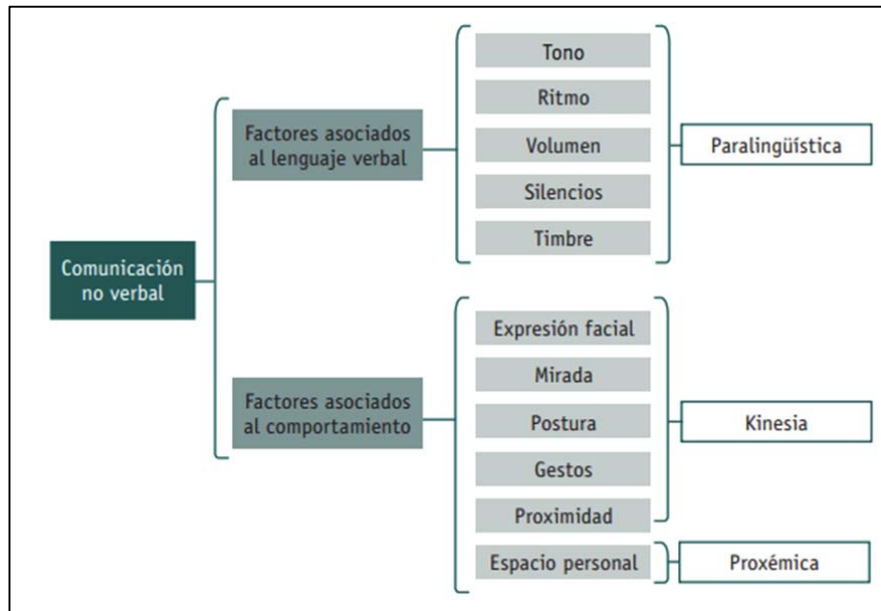 Comunicación
no verbal
Factores asociados
al lenguaje verbal
Tono
Ritmo
Volumen
Silencios
Timbre
Paralingüística
Factores asociados
al comportamiento
Expresión facial
Mirada
Postura
Gestos
Proximidad
Espacio personal
Kinesia
Proxémica